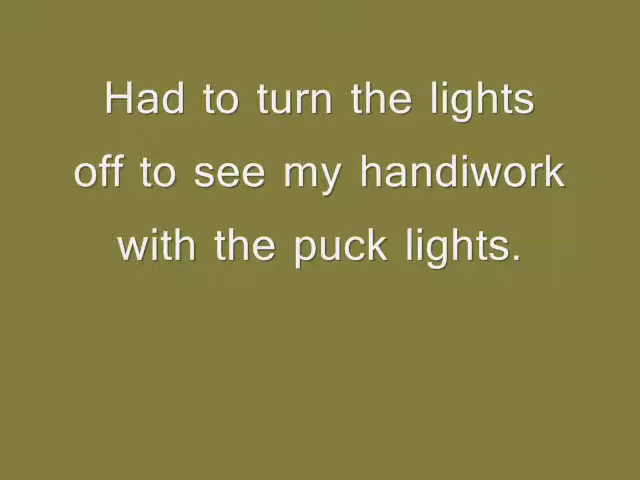 Had to turn the lights
off to see my handiwork
with the puck lights.